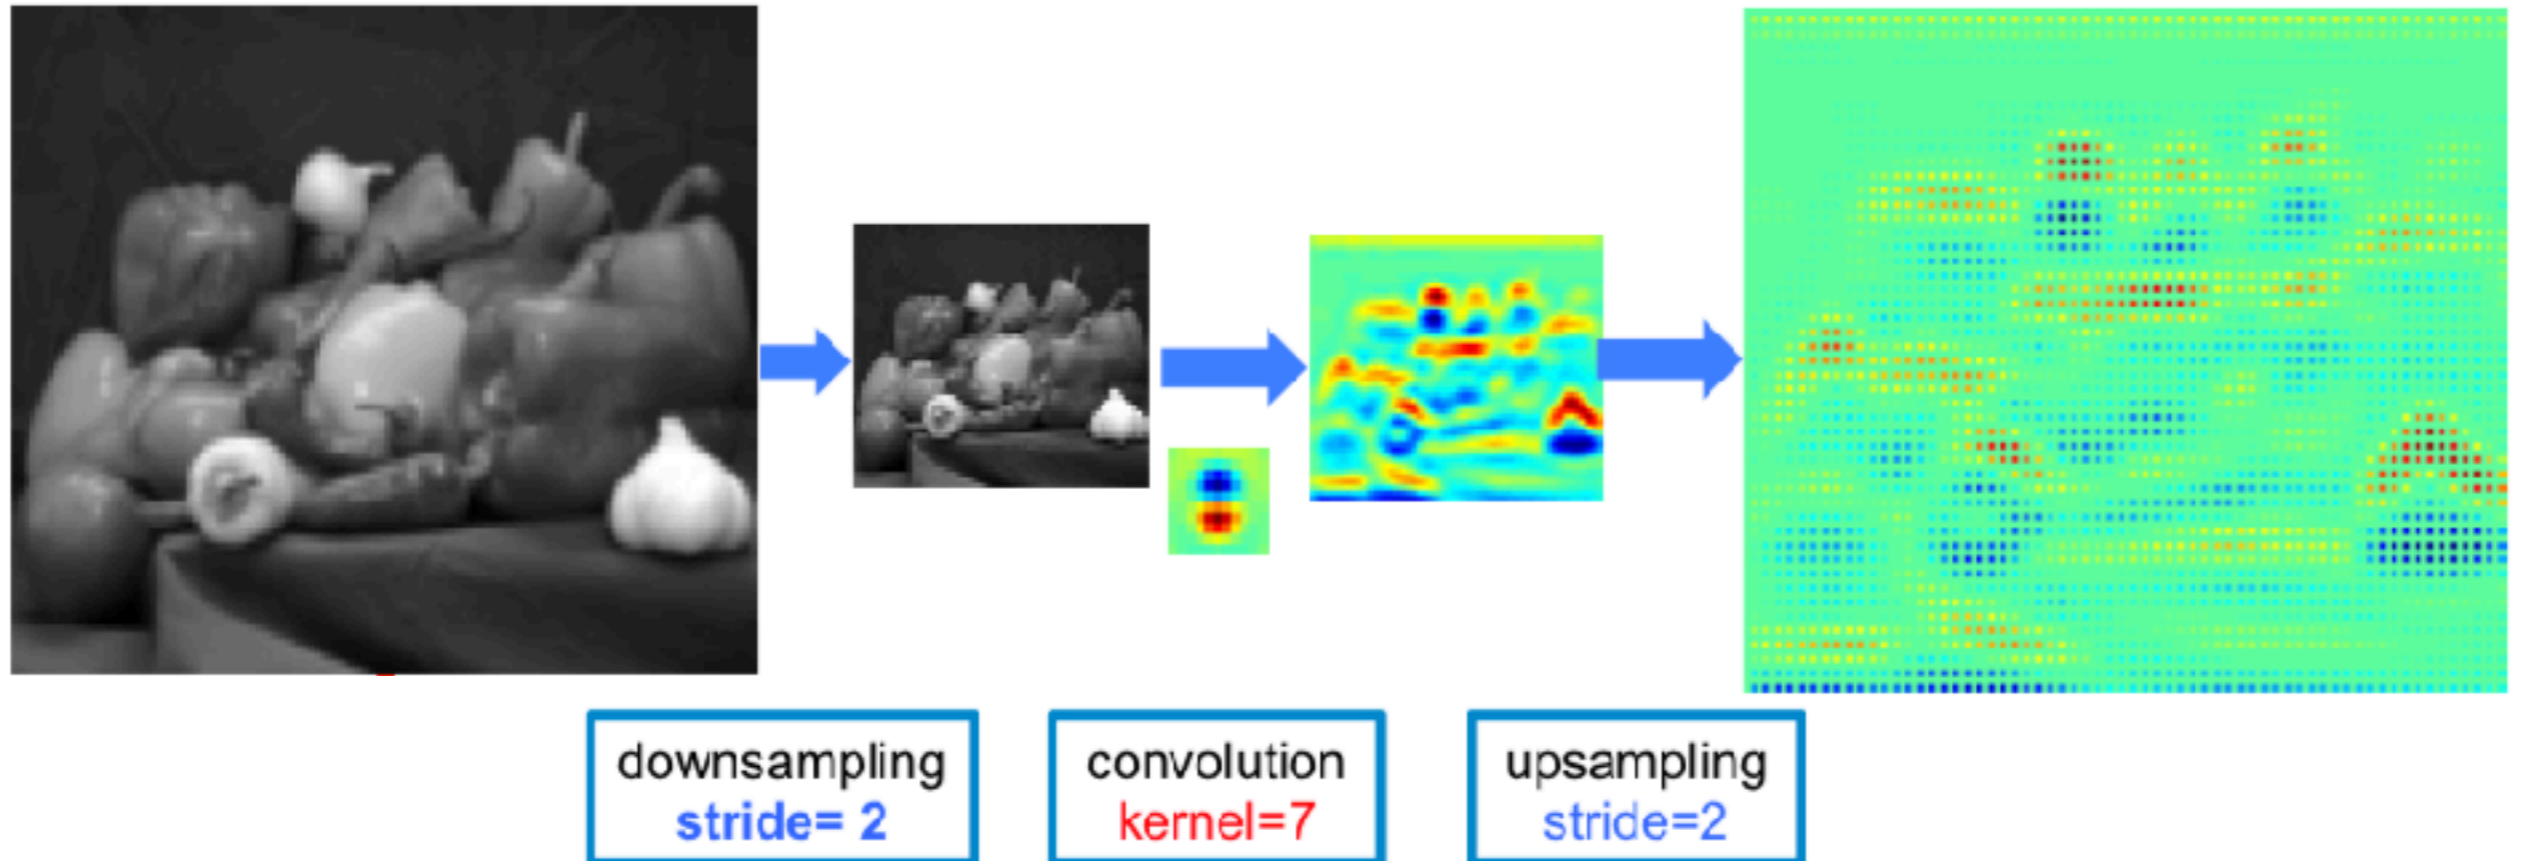 downsampling
stride= 2
convolution
kernel=7
upsampling
stride=2